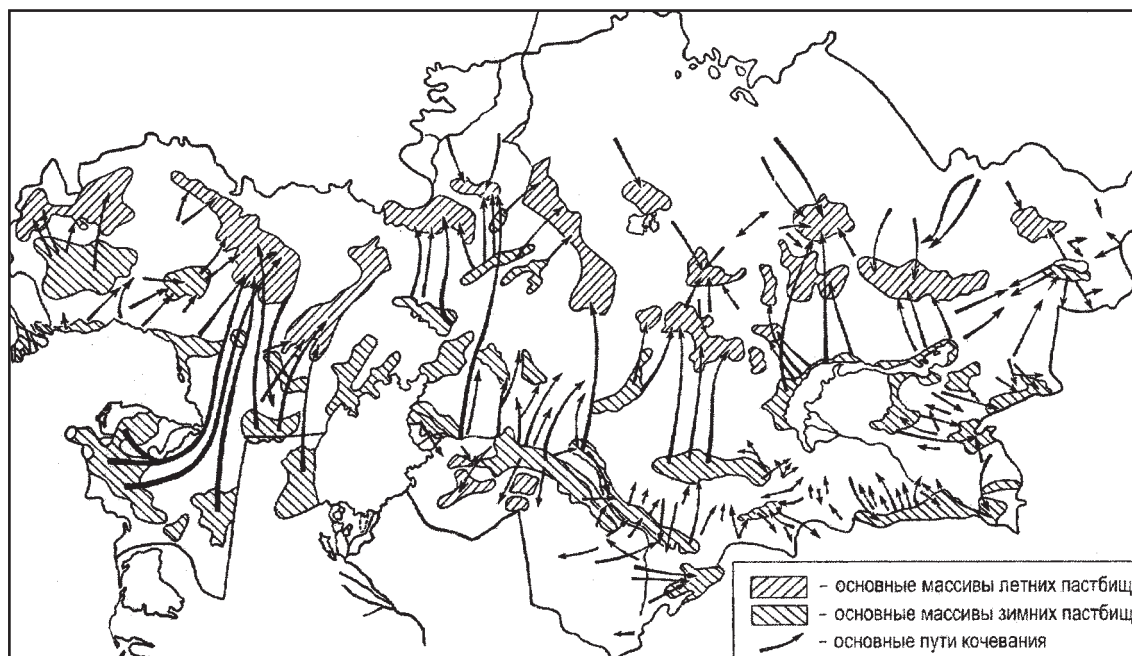 – основные массивы летних пастбищ
– основные массивы зимних пастбищ
– основные пути кочевания